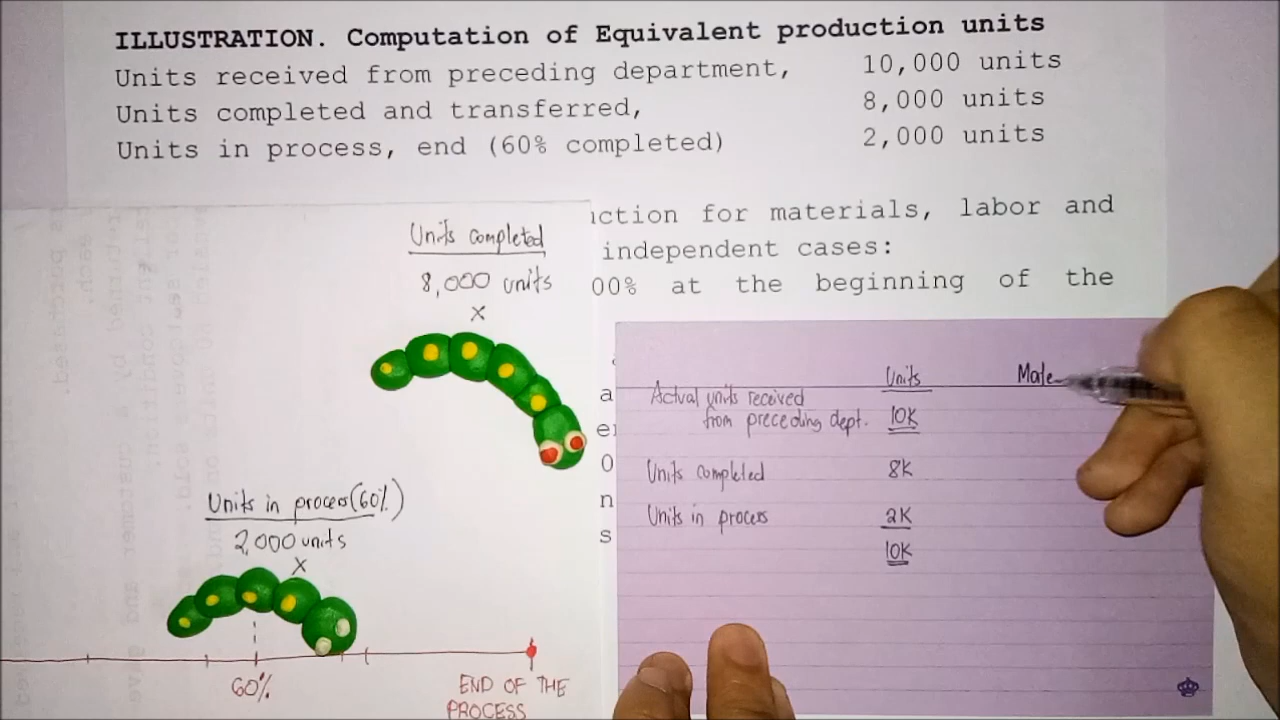 ILLUSTRATION. Computation of Equivalent production units
Units received from preceding department, 10,000 units
Units completed and transferred, 8,000 units
Units in process, end (60% completed) 2,000 units
uction for materials, labor and
independent cases:
00% at the beginning of the
Units completed
8,000 units
X
Units in process (60%)
2,000 units
X
60%
END OF THE
PROCESS
Units Mate
Actual units received
from preceding dept. 10K
Units completed 8K
Units in process 2K
10K